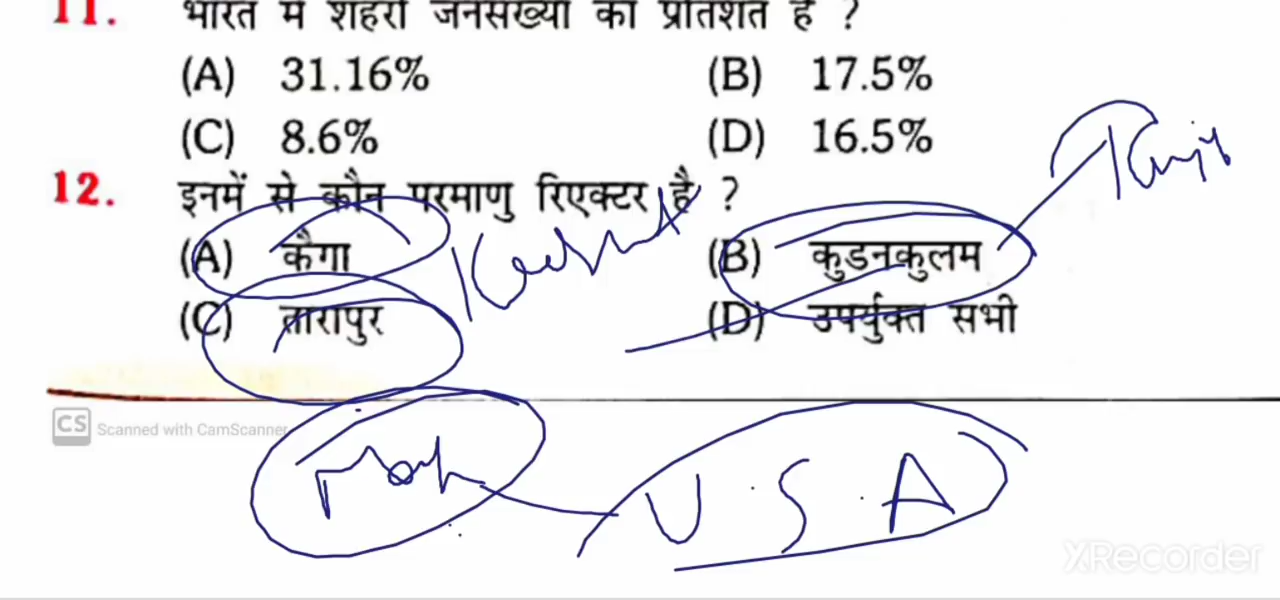 11. भारत में शहरी जनसंख्या का प्रतिशत है ?
(A) 31.16% (B) 17.5%
(C) 8.6% (D) 16.5%
12. इनमें से कौन परमाणु रिएक्टर है ?
(A) कैगा (B) कुडनकुलम
(C) तारापुर (D) उपर्युक्त सभी
CS Scanned with CamScanner
U.S.A
XRecorder